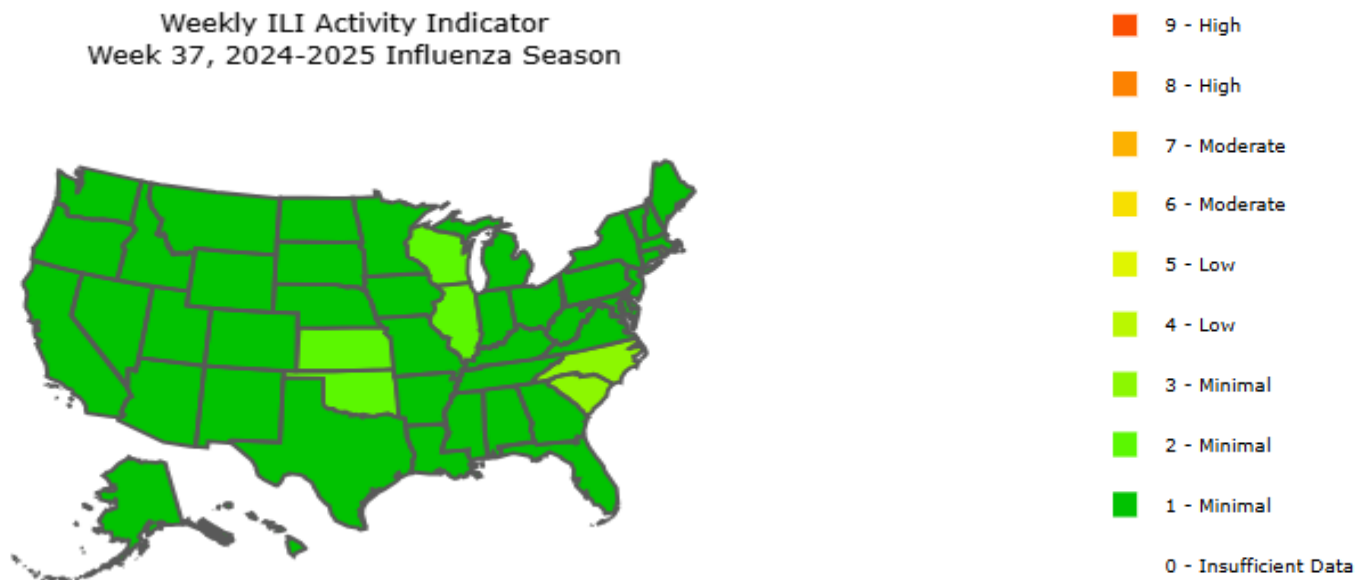 Weekly ILI Activity Indicator
Week 37, 2024-2025 Influenza Season
9 - High
8 - High
7 - Moderate
6 - Moderate
5 - Low
4 - Low
3 - Minimal
2 - Minimal
1 - Minimal
0 - Insufficient Data